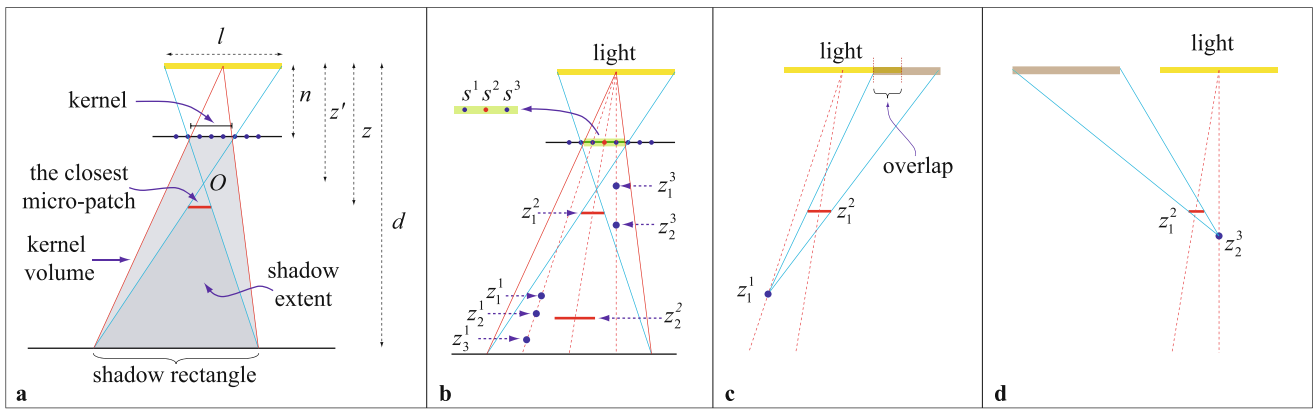 l
n
z′
z
d
kernel
the closest
micro-patch
O
kernel
volume
shadow
extent
shadow rectangle
a
light
s¹ s² s³
z₁³
z₁²
z₂³
z₁¹
z₂¹
z₃¹
z₂²
b
light
overlap
z₁²
z₁¹
c
light
z₁²
z₂³
d